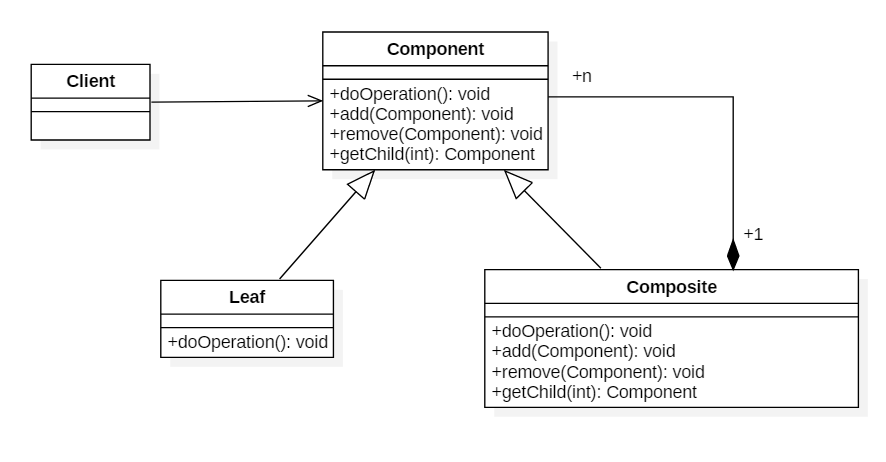 Component
Client
+n
+doOperation(): void
+add(Component): void
+remove(Component): void
+getChild(int): Component
+1
Leaf
+doOperation(): void
Composite
+doOperation(): void
+add(Component): void
+remove(Component): void
+getChild(int): Component